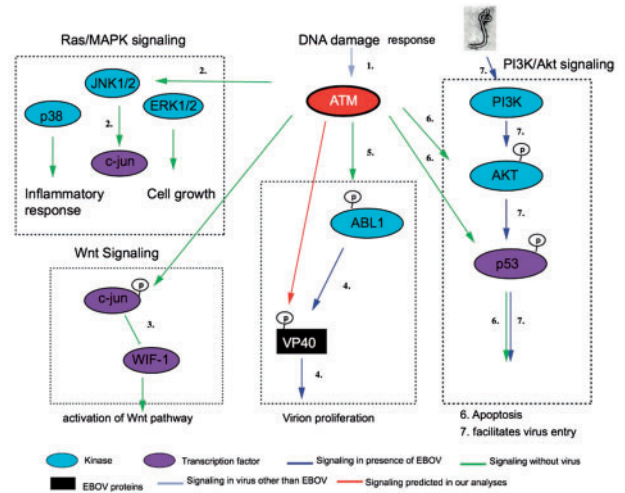 Ras/MAPK signaling
DNA damage response
7.
PI3K/Akt signaling
1.
2.
JNK1/2
ERK1/2
p38
2.
c-jun
Inflammatory
response
Cell growth
ATM
PI3K
6.
7.
p
AKT
6.
5.
7.
p
ABL1
p
p53
Wnt Signaling
c-jun
p
3.
WIF-1
4.
p
VP40
4.
6.
7.
activation of Wnt pathway
Virion proliferation
6. Apoptosis
7. facilitates virus entry
Kinase
Transcription factor
Signaling in presence of EBOV
Signaling without virus
EBOV proteins
Signaling in virus other than EBOV
Signaling predicted in our analyses